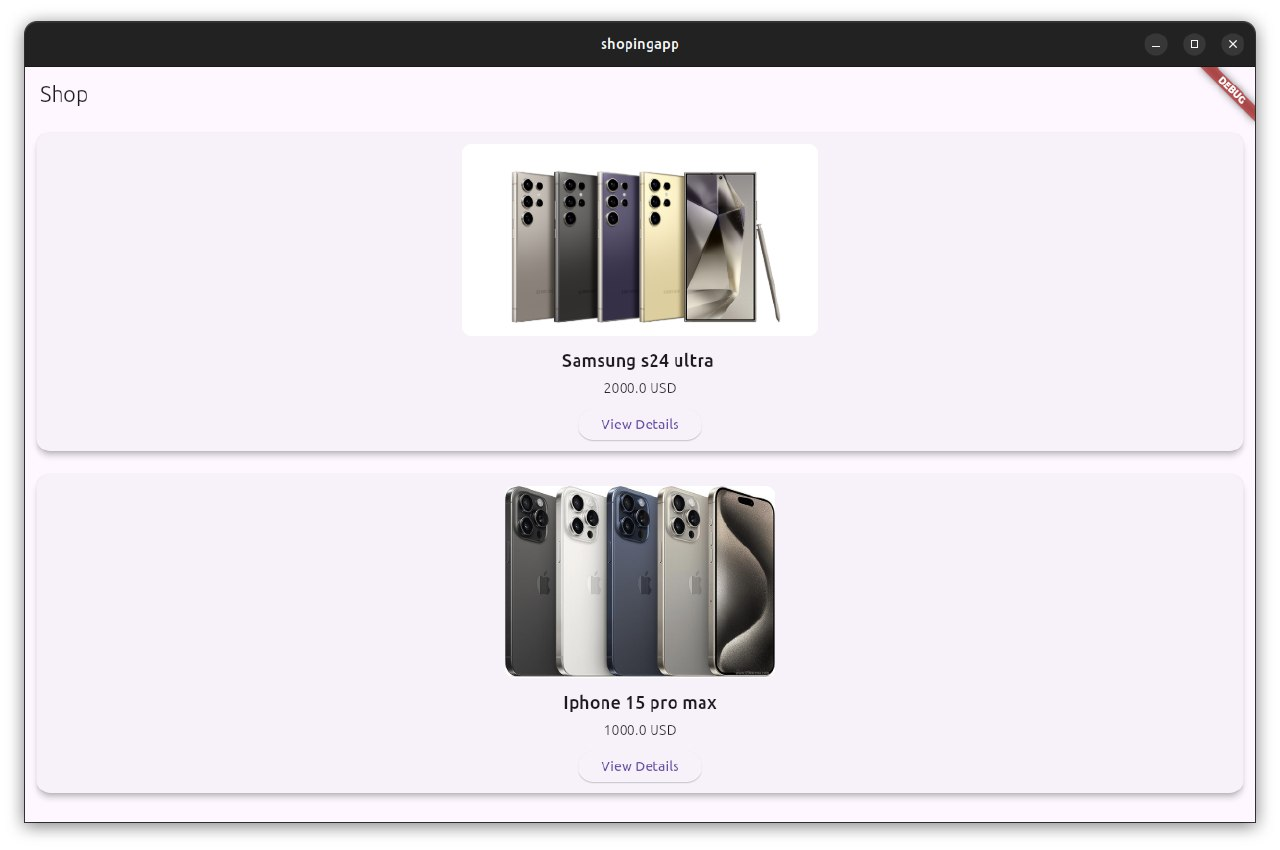 shopingapp
Shop
DEBUG
Samsung s24 ultra
2000.0 USD
View Details
Iphone 15 pro max
1000.0 USD
View Details